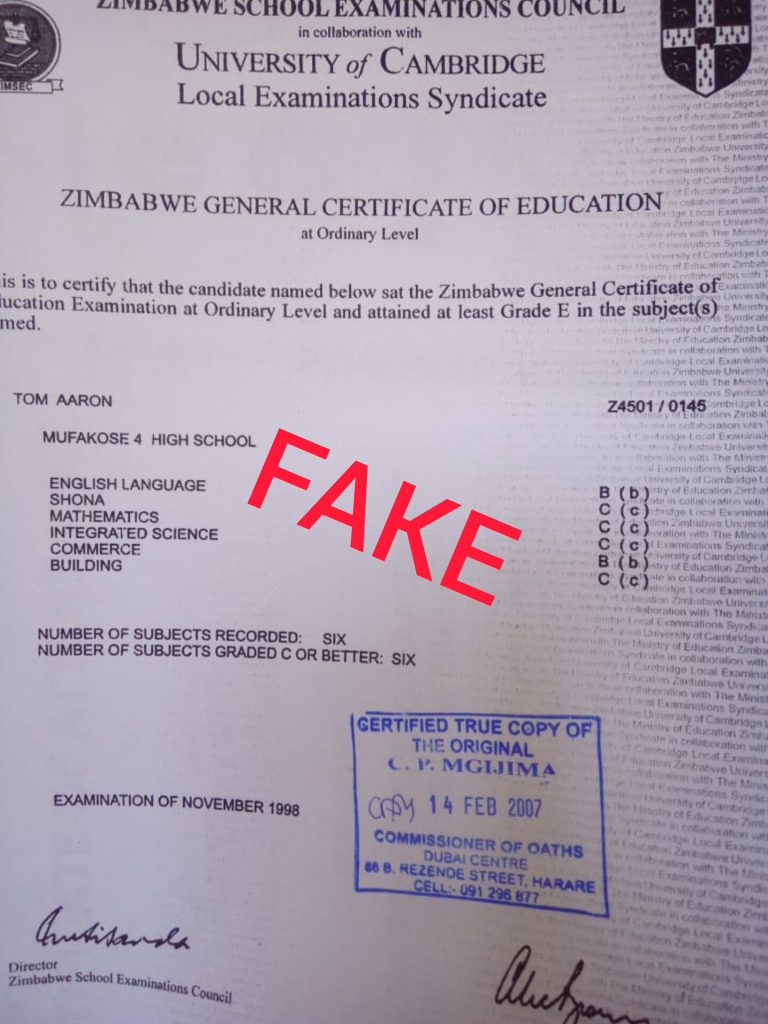 ZIMBABWE SCHOOL EXAMINATIONS COUNCIL
in collaboration with
UNIVERSITY of CAMBRIDGE
Local Examinations Syndicate
IMSEC
ZIMBABWE GENERAL CERTIFICATE OF EDUCATION
at Ordinary Level
is is to certify that the candidate named below sat the Zimbabwe General Certificate of
ducation Examination at Ordinary Level and attained at least Grade E in the subject(s)
med.
TOM AARON Z4501 / 0145
MUFAKOSE 4 HIGH SCHOOL
FAKE
ENGLISH LANGUAGE B (b)
SHONA C (c)
MATHEMATICS C (c)
INTEGRATED SCIENCE C (c)
COMMERCE B (b)
BUILDING C (c)
NUMBER OF SUBJECTS RECORDED: SIX
NUMBER OF SUBJECTS GRADED C OR BETTER: SIX
CERTIFIED TRUE COPY OF
THE ORIGINAL
C. P. MGIJIMA
14 FEB 2007
COMMISSIONER OF OATHS
DUBAI CENTRE
86 B. REZENDE STREET, HARARE
CELL:- 091 296 877
EXAMINATION OF NOVEMBER 1998
Director
Zimbabwe School Examinations Council